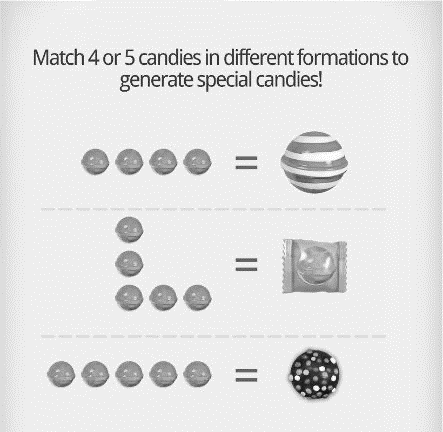 Match 4 or 5 candies in different formations to
generate special candies!
=
=
=